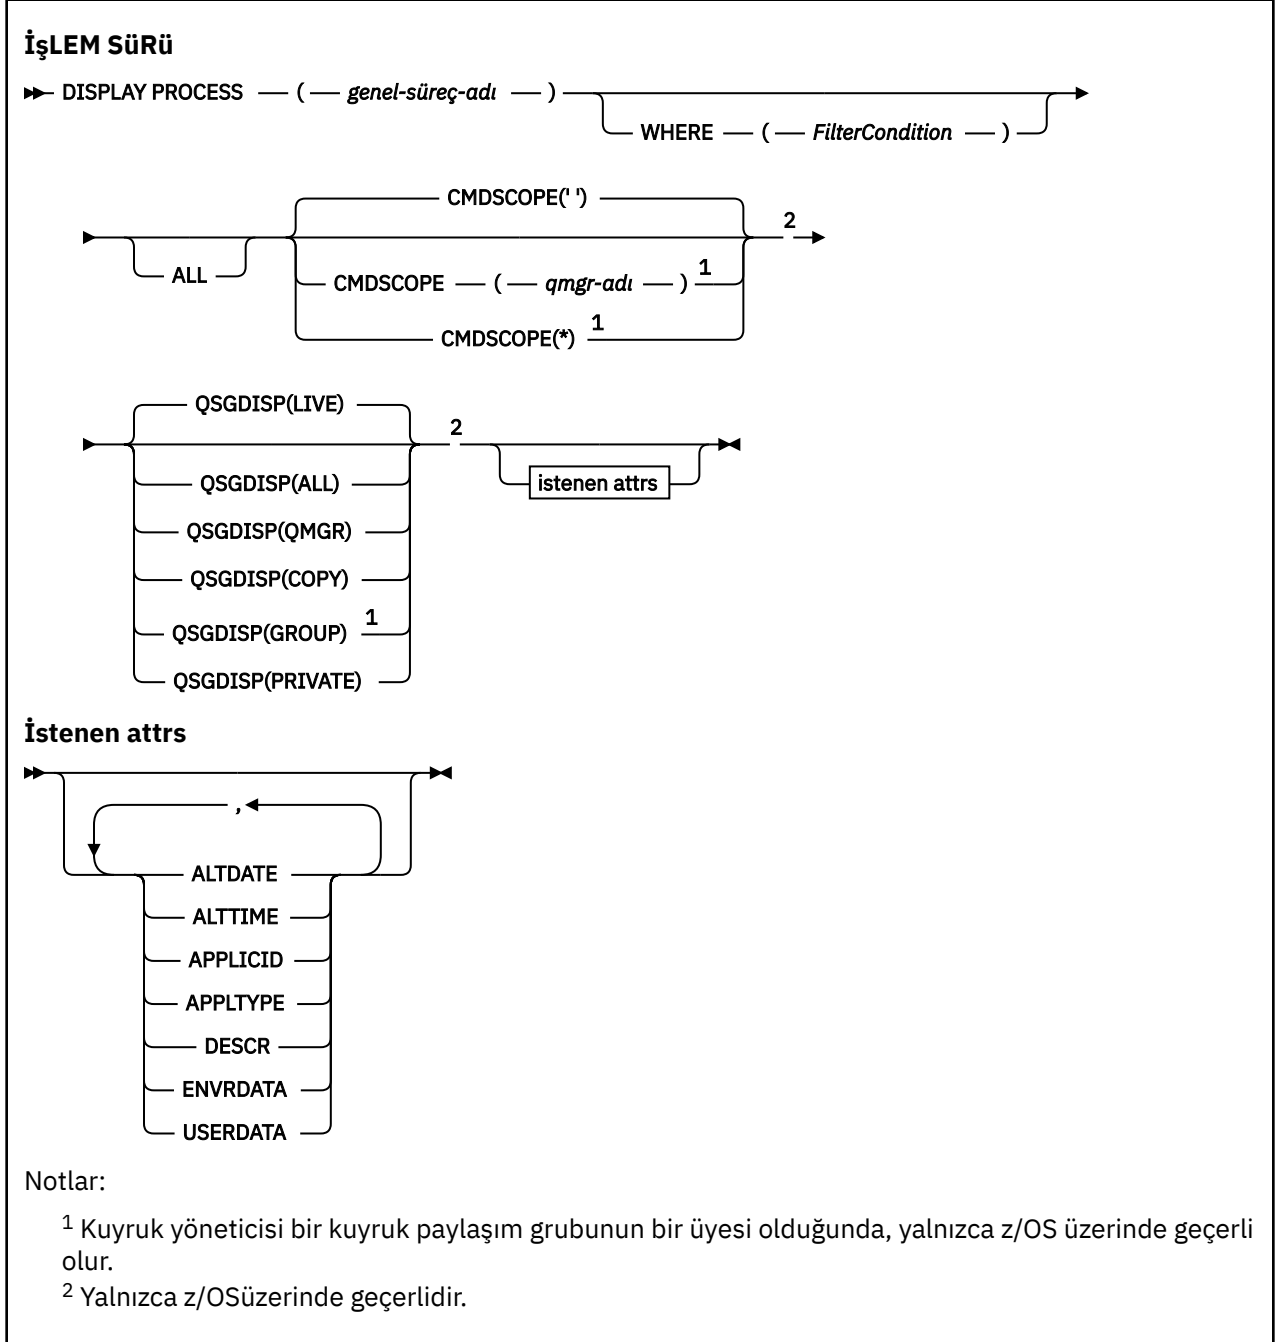 İşLEM SüRü
DISPLAY PROCESS ( genel-süreç-adı )
WHERE ( FilterCondition )
CMDSCOPE(' ')
2
ALL
CMDSCOPE ( qmgr-adı ) 1
CMDSCOPE(*) 1
QSGDISP(LIVE)
2
QSGDISP(ALL)
istenen attrs
QSGDISP(QMGR)
QSGDISP(COPY)
QSGDISP(GROUP) 1
QSGDISP(PRIVATE)
İstenen attrs
,
ALTDATE
ALTTIME
APPLICID
APPLTYPE
DESCR
ENVRDATA
USERDATA
Notlar:
1 Kuyruk yöneticisi bir kuyruk paylaşım grubunun bir üyesi olduğunda, yalnızca z/OS üzerinde geçerli
olur.
2 Yalnızca z/OSüzerinde geçerlidir.